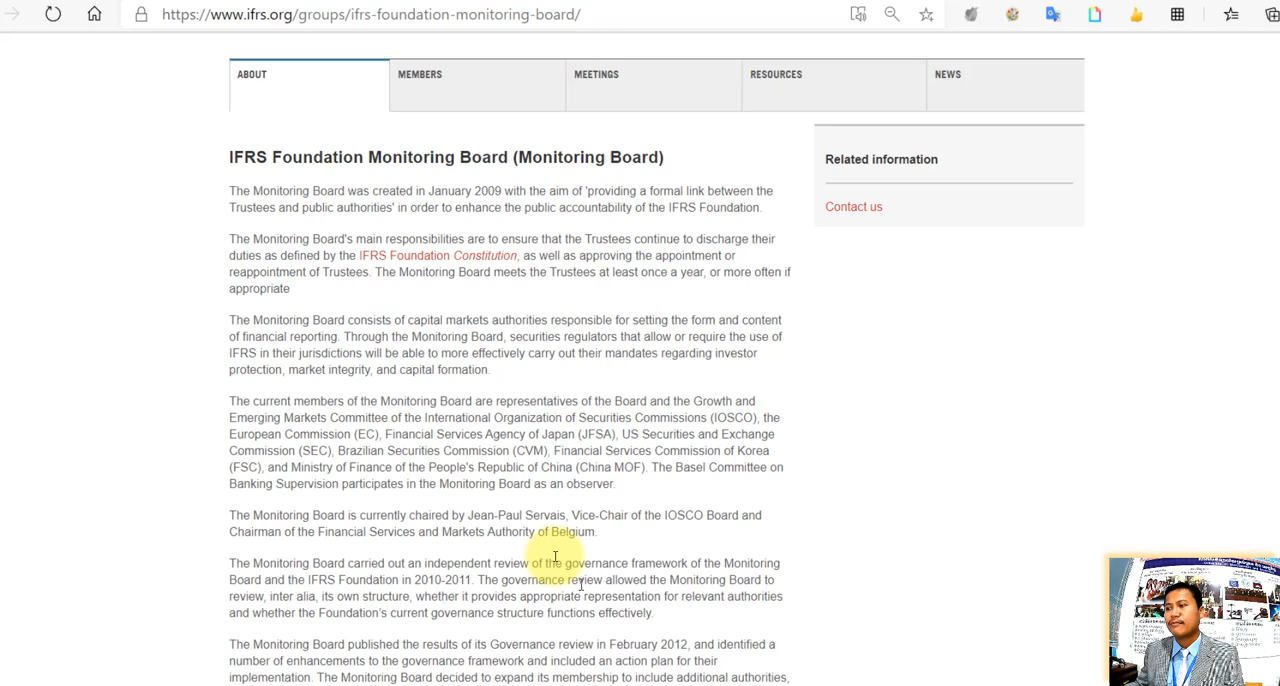 https://www.ifrs.org/groups/ifrs-foundation-monitoring-board/
ABOUT
MEMBERS
MEETINGS
RESOURCES
NEWS
IFRS Foundation Monitoring Board (Monitoring Board)
The Monitoring Board was created in January 2009 with the aim of 'providing a formal link between the
Trustees and public authorities' in order to enhance the public accountability of the IFRS Foundation.
The Monitoring Board's main responsibilities are to ensure that the Trustees continue to discharge their
duties as defined by the IFRS Foundation Constitution, as well as approving the appointment or
reappointment of Trustees. The Monitoring Board meets the Trustees at least once a year, or more often if
appropriate
The Monitoring Board consists of capital markets authorities responsible for setting the form and content
of financial reporting. Through the Monitoring Board, securities regulators that allow or require the use of
IFRS in their jurisdictions will be able to more effectively carry out their mandates regarding investor
protection, market integrity, and capital formation.
The current members of the Monitoring Board are representatives of the Board and the Growth and
Emerging Markets Committee of the International Organization of Securities Commissions (IOSCO), the
European Commission (EC), Financial Services Agency of Japan (JFSA), US Securities and Exchange
Commission (SEC), Brazilian Securities Commission (CVM), Financial Services Commission of Korea
(FSC), and Ministry of Finance of the People's Republic of China (China MOF). The Basel Committee on
Banking Supervision participates in the Monitoring Board as an observer.
The Monitoring Board is currently chaired by Jean-Paul Servais, Vice-Chair of the IOSCO Board and
Chairman of the Financial Services and Markets Authority of Belgium.
The Monitoring Board carried out an independent review of the governance framework of the Monitoring
Board and the IFRS Foundation in 2010-2011. The governance review allowed the Monitoring Board to
review, inter alia, its own structure, whether it provides appropriate representation for relevant authorities
and whether the Foundation's current governance structure functions effectively.
The Monitoring Board published the results of its Governance review in February 2012, and identified a
number of enhancements to the governance framework and included an action plan for their
implementation. The Monitoring Board decided to expand its membership to include additional authorities,
Related information
Contact us